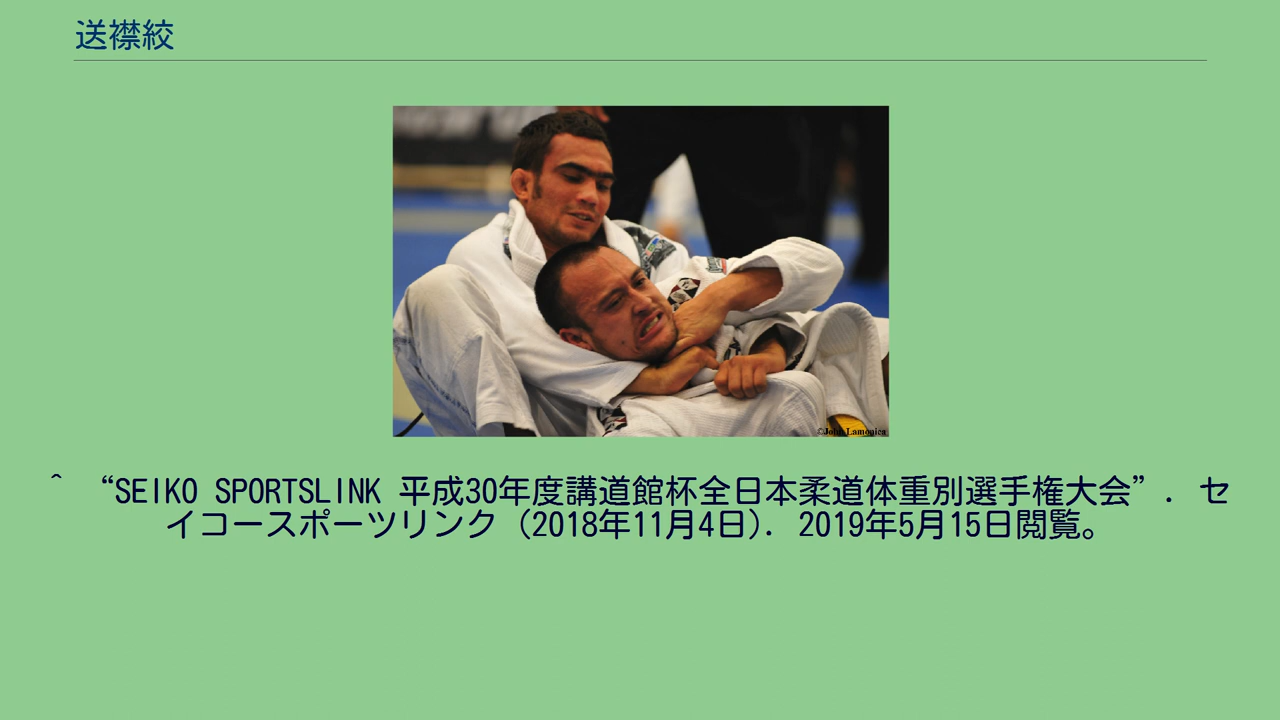 送襟絞
©John Lamonica
^ “SEIKO SPORTSLINK 平成30年度講道館杯全日本柔道体重別選手権大会”. セ
イコースポーツリンク (2018年11月4日). 2019年5月15日閲覧。